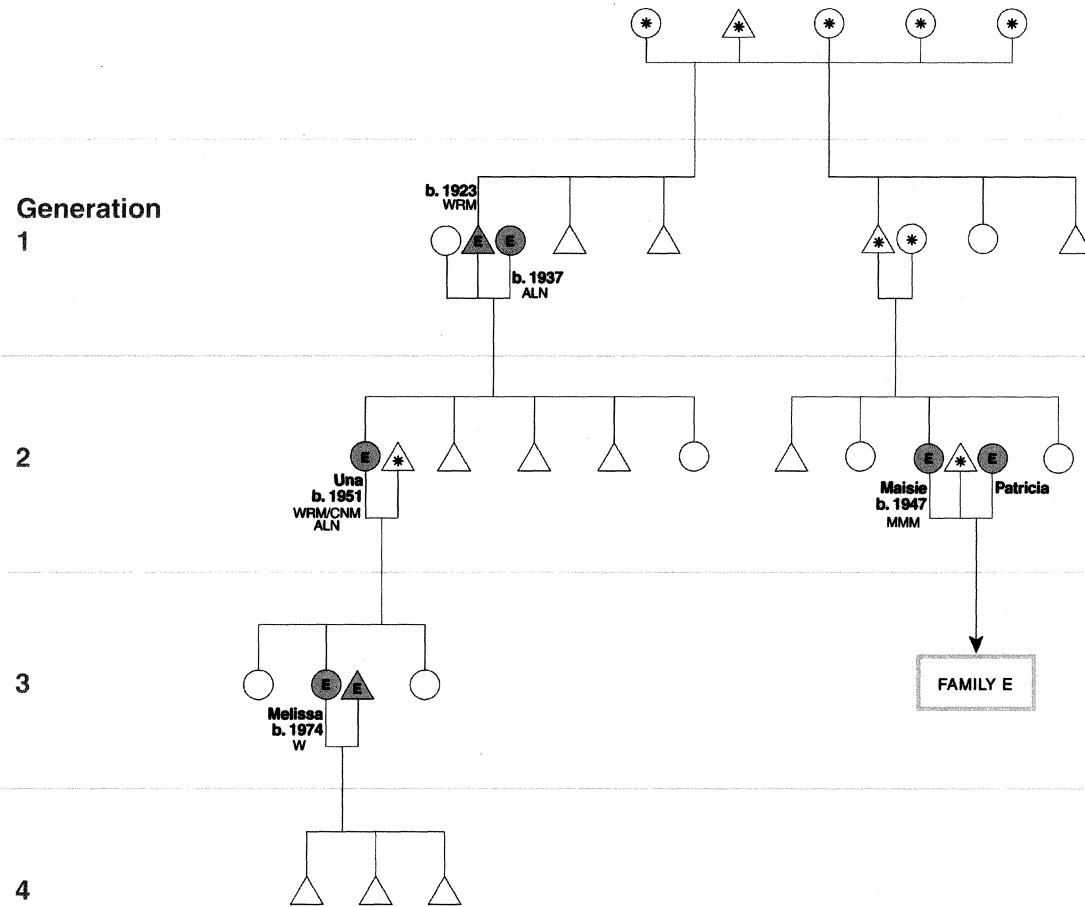 Generation
1
b. 1923
WRM
E
E
b. 1937
ALN
2
E
Una
b. 1951
WRM/CNM
ALN
E
E
Maisie
b. 1947
MMM
Patricia
3
E
E
Melissa
b. 1974
W
FAMILY E
4